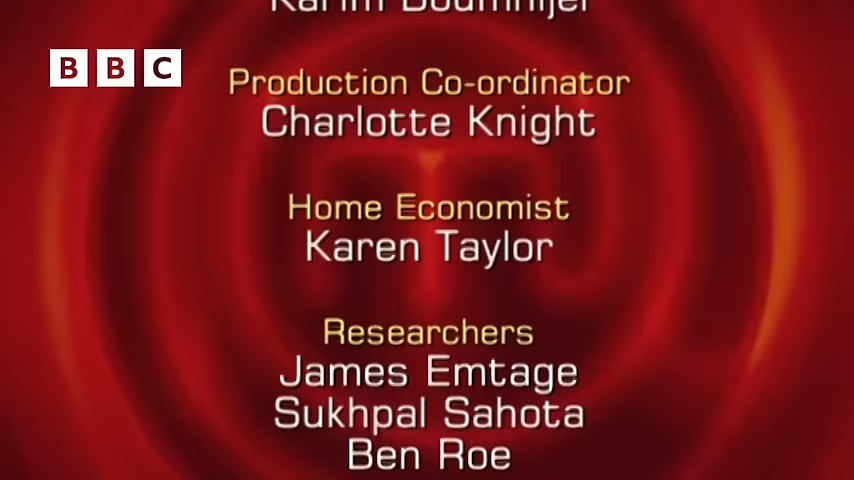 BBC
Production Co-ordinator
Charlotte Knight
Home Economist
Karen Taylor
Researchers
James Emtage
Sukhpal Sahota
Ben Roe